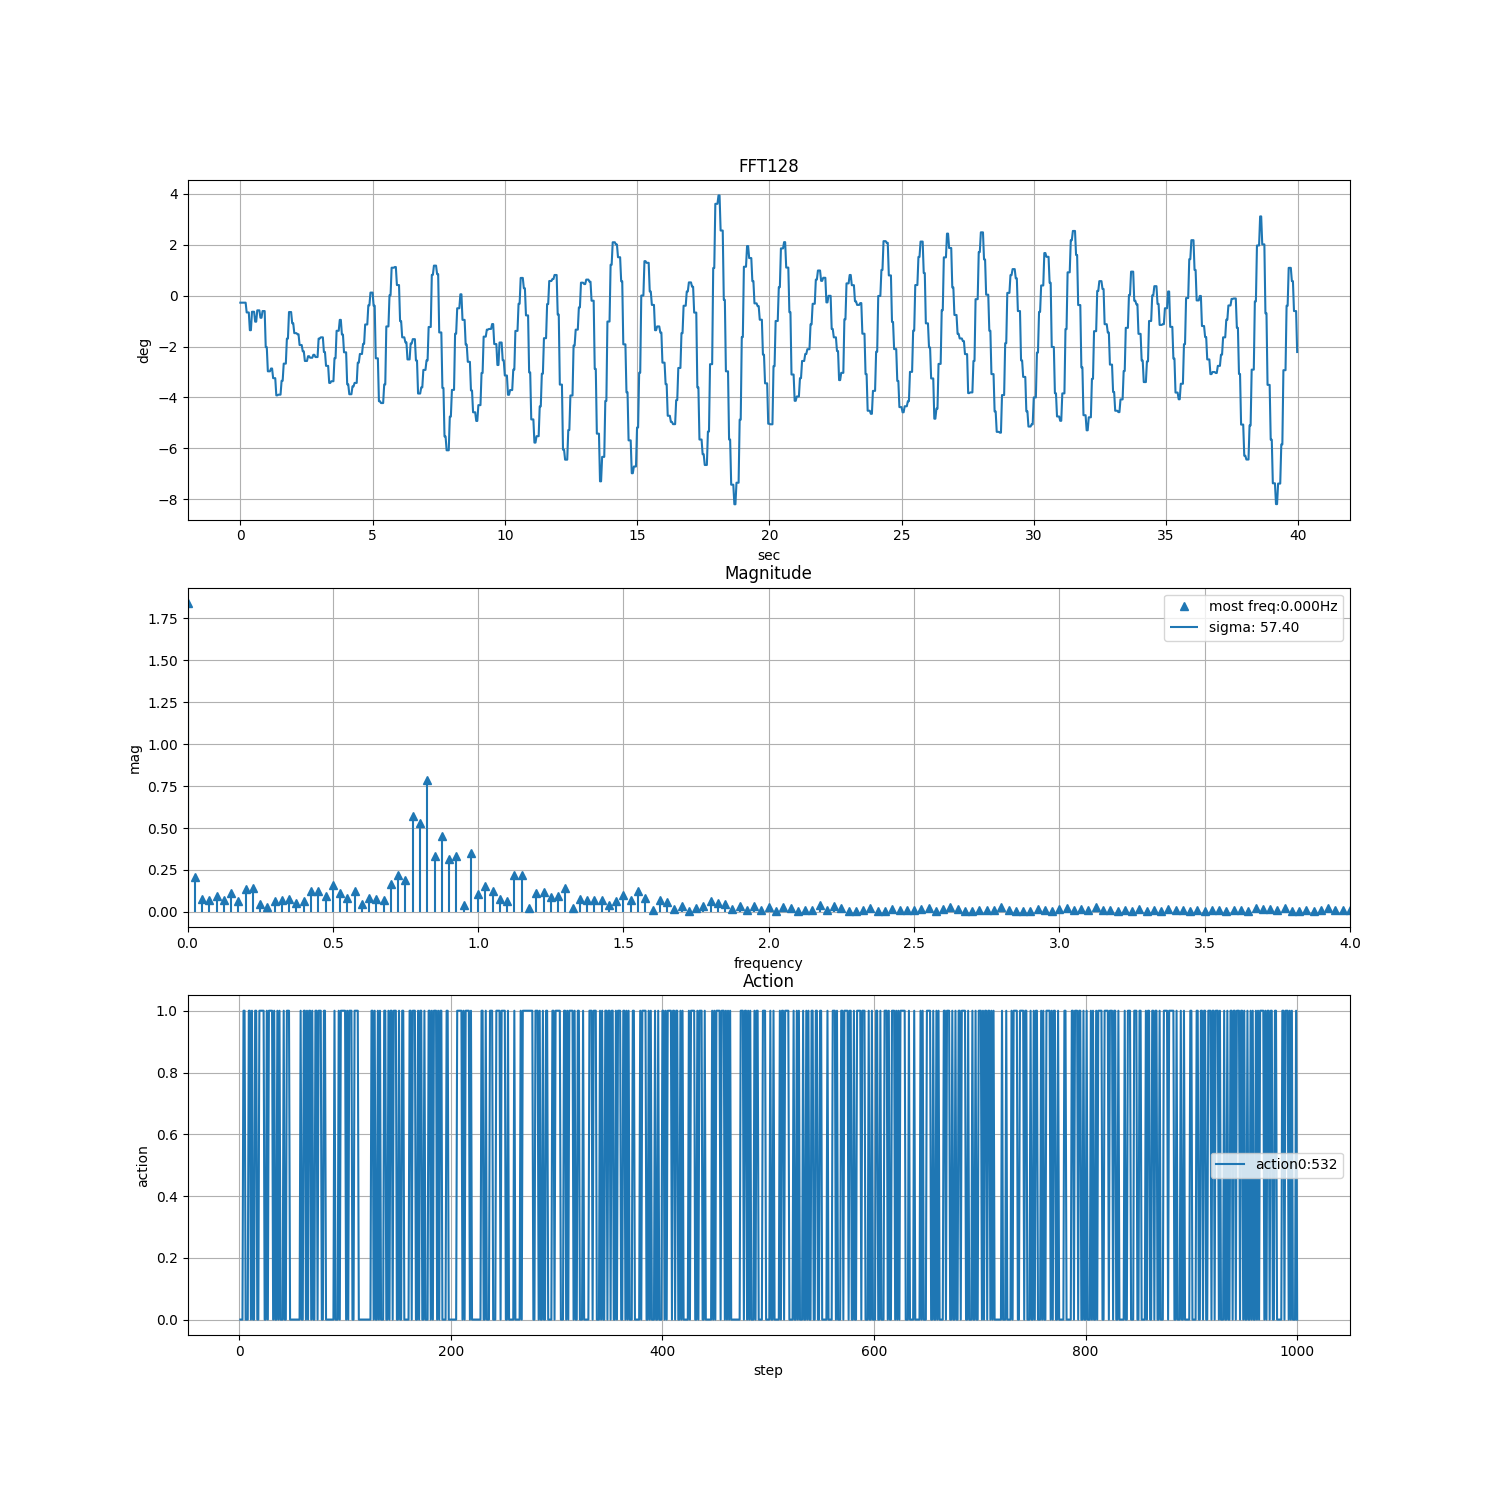 FFT128
4
2
0
−2
−4
−6
−8
deg
0 5 10 15 20 25 30 35 40
sec
Magnitude
most freq:0.000Hz
sigma: 57.40
1.75
1.50
1.25
1.00
0.75
0.50
0.25
0.00
mag
0.0 0.5 1.0 1.5 2.0 2.5 3.0 3.5 4.0
frequency
Action
1.0
0.8
0.6
0.4
0.2
0.0
action
action0:532
0 200 400 600 800 1000
step